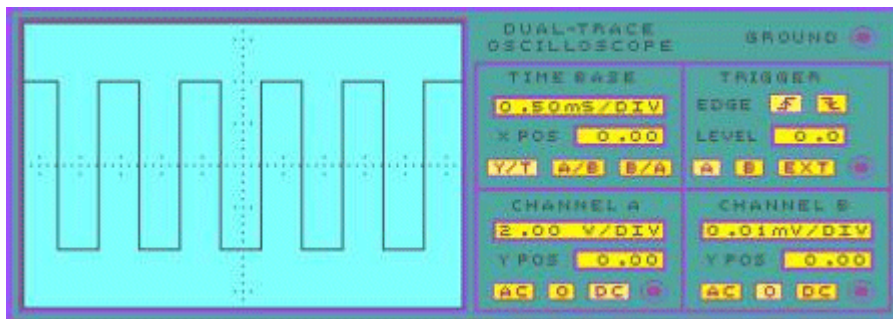 DUAL-TRACE
OSCILLOSCOPE
GROUND
TIME BASE
0.50mS/DIV
X POS 0.00
Y/T A/B B/A
TRIGGER
EDGE
LEVEL 0.0
A B EXT
CHANNEL A
2.00 V/DIV
Y POS 0.00
AC 0 DC
CHANNEL B
0.01mV/DIV
Y POS 0.00
AC 0 DC